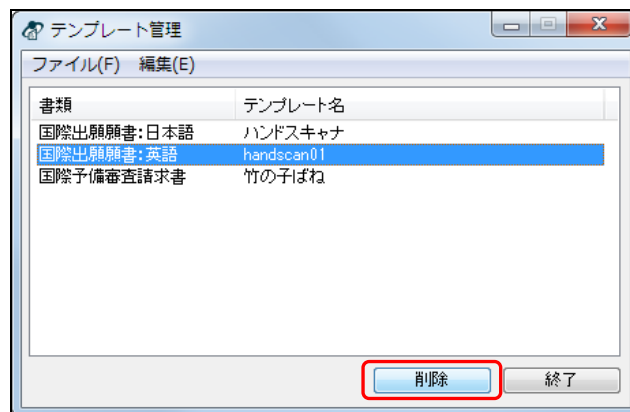 テンプレート管理
ファイル(F) 編集(E)
書類 テンプレート名
国際出願願書:日本語 ハンドスキャナ
国際出願願書:英語 handscan01
国際予備審査請求書 竹の子ばね
削除 終了